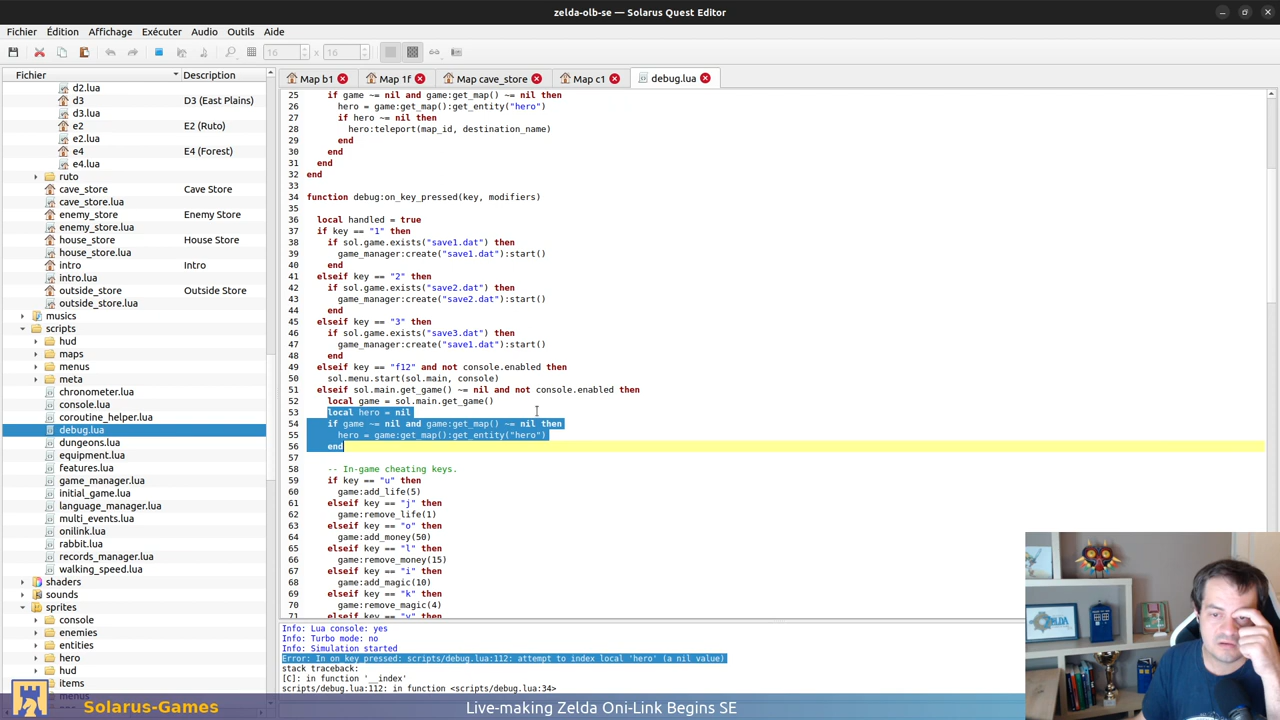 zelda-olb-se — Solarus Quest Editor
Fichier Édition Affichage Exécuter Audio Outils Aide
16 x 16
Fichier Description
Map b1 Map 1f Map cave_store Map c1 debug.lua
d2.lua
d3 D3 (East Plains)
d3.lua
e2 E2 (Ruto)
e2.lua
e4 E4 (Forest)
e4.lua
ruto
cave_store Cave Store
cave_store.lua
enemy_store Enemy Store
enemy_store.lua
house_store House Store
house_store.lua
intro Intro
intro.lua
outside_store Outside Store
outside_store.lua
musics
scripts
hud
maps
menus
meta
chronometer.lua
console.lua
coroutine_helper.lua
debug.lua
dungeons.lua
equipment.lua
features.lua
game_manager.lua
initial_game.lua
language_manager.lua
multi_events.lua
onilink.lua
rabbit.lua
records_manager.lua
walking_speed.lua
shaders
sounds
sprites
console
enemies
entities
hero
hud
items
menus
25 if game ~= nil and game:get_map() ~= nil then
26 hero = game:get_map():get_entity("hero")
27 if hero ~= nil then
28 hero:teleport(map_id, destination_name)
29 end
30 end
31 end
32 end
33
34 function debug:on_key_pressed(key, modifiers)
35
36 local handled = true
37 if key == "1" then
38 if sol.game.exists("save1.dat") then
39 game_manager:create("save1.dat"):start()
40 end
41 elseif key == "2" then
42 if sol.game.exists("save2.dat") then
43 game_manager:create("save2.dat"):start()
44 end
45 elseif key == "3" then
46 if sol.game.exists("save3.dat") then
47 game_manager:create("save1.dat"):start()
48 end
49 elseif key == "f12" and not console.enabled then
50 sol.menu.start(sol.main, console)
51 elseif sol.main.get_game() ~= nil and not console.enabled then
52 local game = sol.main.get_game()
53 local hero = nil
54 if game ~= nil and game:get_map() ~= nil then
55 hero = game:get_map():get_entity("hero")
56 end
57
58 -- In-game cheating keys.
59 if key == "u" then
60 game:add_life(5)
61 elseif key == "j" then
62 game:remove_life(1)
63 elseif key == "o" then
64 game:add_money(50)
65 elseif key == "l" then
66 game:remove_money(15)
67 elseif key == "i" then
68 game:add_magic(10)
69 elseif key == "k" then
70 game:remove_magic(4)
71 elseif key == "v" then
Info: Lua console: yes
Info: Turbo mode: no
Info: Simulation started
Error: In on_key_pressed: scripts/debug.lua:112: attempt to index local 'hero' (a nil value)
stack traceback:
[C]: in function '__index'
scripts/debug.lua:112: in function <scripts/debug.lua:34>
Solarus-Games
Live-making Zelda Oni-Link Begins SE